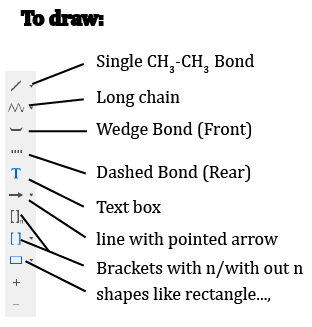 To draw:
Single CH₃-CH₃ Bond
Long chain
Wedge Bond (Front)
Dashed Bond (Rear)
T
Text box
line with pointed arrow
[ ]n
[ ]
Brackets with n/with out n
shapes like rectangle...,
+
−